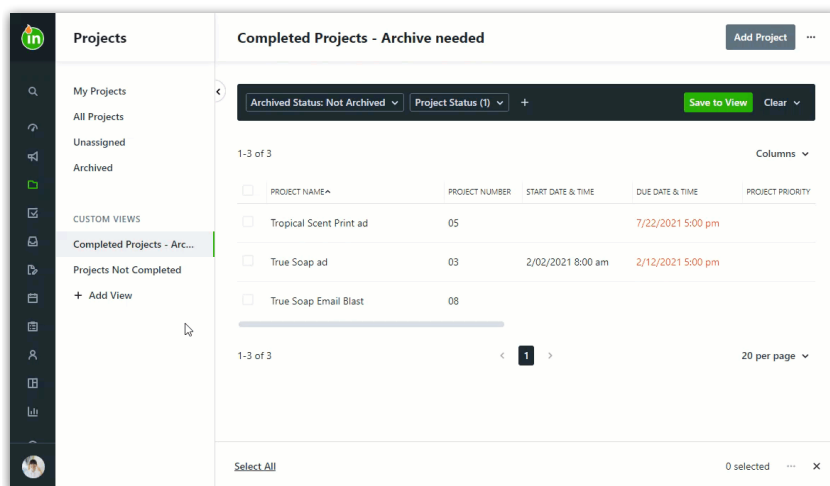 in
Projects
Completed Projects - Archive needed
Add Project
...
My Projects
All Projects
Unassigned
Archived
CUSTOM VIEWS
Completed Projects - Arc...
Projects Not Completed
+ Add View
Archived Status: Not Archived
Project Status (1)
+
Save to View
Clear
1-3 of 3
Columns
PROJECT NAME PROJECT NUMBER START DATE & TIME DUE DATE & TIME PROJECT PRIORITY
Tropical Scent Print ad 05 7/22/2021 5:00 pm
True Soap ad 03 2/02/2021 8:00 am 2/12/2021 5:00 pm
True Soap Email Blast 08
1-3 of 3
< 1 >
20 per page
Select All
0 selected ...